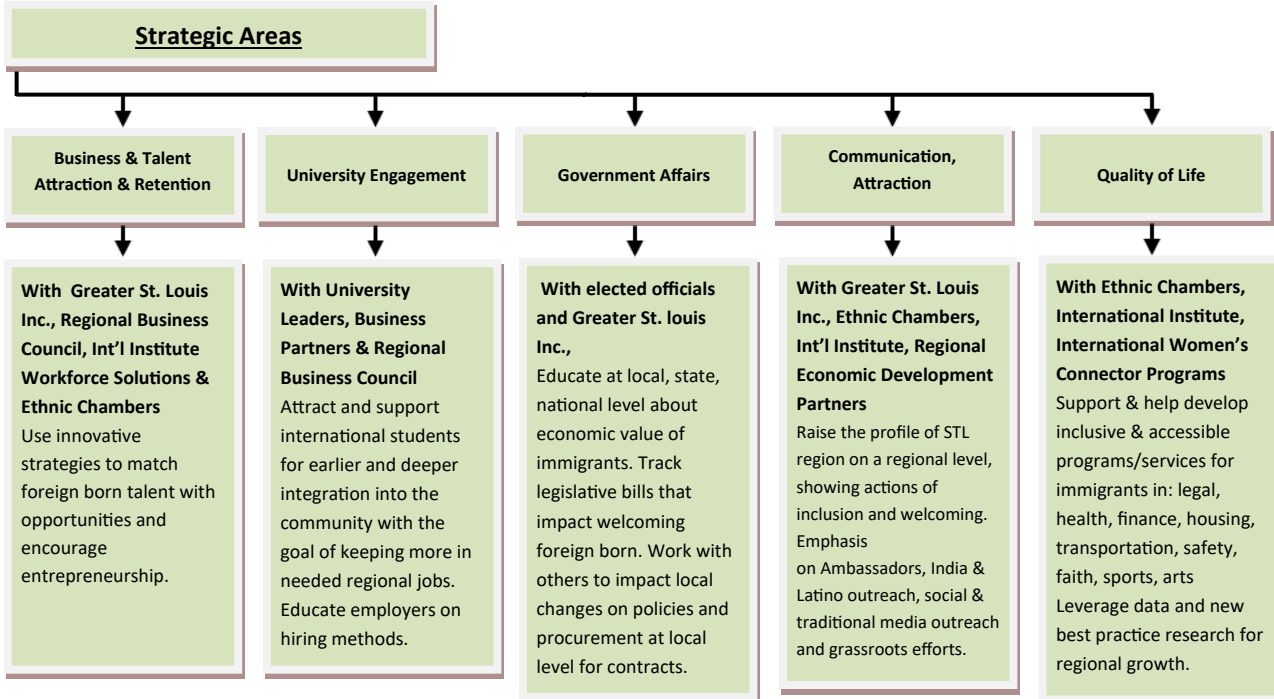 Strategic Areas
Business & Talent
Attraction & Retention
University Engagement
Government Affairs
Communication,
Attraction
Quality of Life
With Greater St. Louis
Inc., Regional Business
Council, Int'l Institute
Workforce Solutions &
Ethnic Chambers
Use innovative
strategies to match
foreign born talent with
opportunities and
encourage
entrepreneurship.
With University
Leaders, Business
Partners & Regional
Business Council
Attract and support
international students
for earlier and deeper
integration into the
community with the
goal of keeping more in
needed regional jobs.
Educate employers on
hiring methods.
With elected officials
and Greater St. louis
Inc.,
Educate at local, state,
national level about
economic value of
immigrants. Track
legislative bills that
impact welcoming
foreign born. Work with
others to impact local
changes on policies and
procurement at local
level for contracts.
With Greater St. Louis
Inc., Ethnic Chambers,
Int'l Institute, Regional
Economic Development
Partners
Raise the profile of STL
region on a regional level,
showing actions of
inclusion and welcoming.
Emphasis
on Ambassadors, India &
Latino outreach, social &
traditional media outreach
and grassroots efforts.
With Ethnic Chambers,
International Institute,
International Women’s
Connector Programs
Support & help develop
inclusive & accessible
programs/services for
immigrants in: legal,
health, finance, housing,
transportation, safety,
faith, sports, arts
Leverage data and new
best practice research for
regional growth.